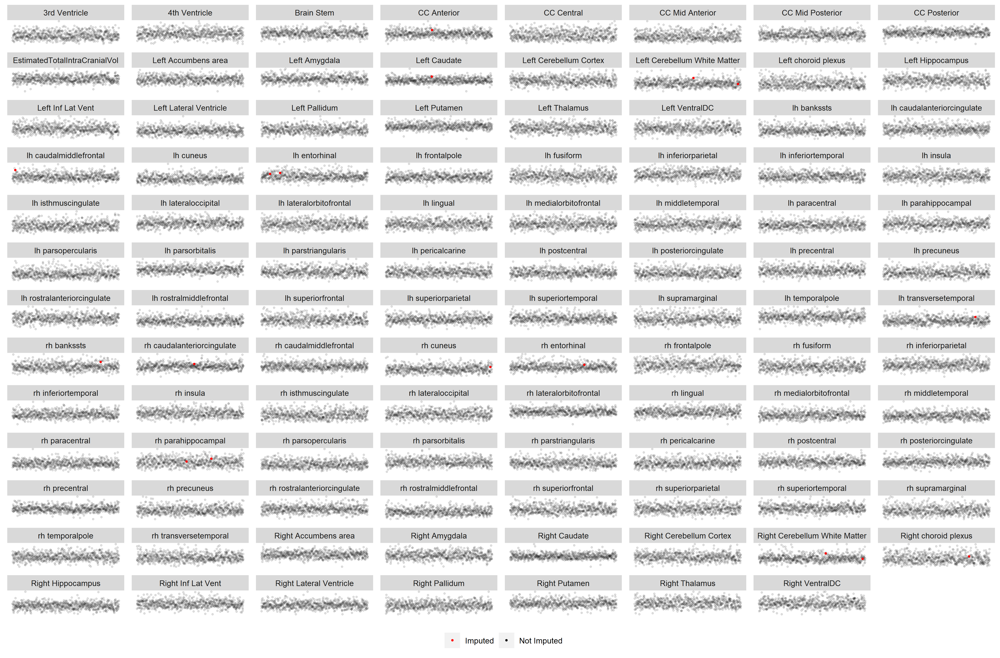 3rd Ventricle
4th Ventricle
Brain Stem
CC Anterior
CC Central
CC Mid Anterior
CC Mid Posterior
CC Posterior
EstimatedTotalIntraCranialVol
Left Accumbens area
Left Amygdala
Left Caudate
Left Cerebellum Cortex
Left Cerebellum White Matter
Left choroid plexus
Left Hippocampus
Left Inf Lat Vent
Left Lateral Ventricle
Left Pallidum
Left Putamen
Left Thalamus
Left VentralDC
lh bankssts
lh caudalanteriorcingulate
lh caudalmiddlefrontal
lh cuneus
lh entorhinal
lh frontalpole
lh fusiform
lh inferiorparietal
lh inferiortemporal
lh insula
lh isthmuscingulate
lh lateraloccipital
lh lateralorbitofrontal
lh lingual
lh medialorbitofrontal
lh middletemporal
lh paracentral
lh parahippocampal
lh parsopercularis
lh parsorbitalis
lh parstriangularis
lh pericalcarine
lh postcentral
lh posteriorcingulate
lh precentral
lh precuneus
lh rostralanteriorcingulate
lh rostralmiddlefrontal
lh superiorfrontal
lh superiorparietal
lh superiortemporal
lh supramarginal
lh temporalpole
lh transversetemporal
rh bankssts
rh caudalanteriorcingulate
rh caudalmiddlefrontal
rh cuneus
rh entorhinal
rh frontalpole
rh fusiform
rh inferiorparietal
rh inferiortemporal
rh insula
rh isthmuscingulate
rh lateraloccipital
rh lateralorbitofrontal
rh lingual
rh medialorbitofrontal
rh middletemporal
rh paracentral
rh parahippocampal
rh parsopercularis
rh parsorbitalis
rh parstriangularis
rh pericalcarine
rh postcentral
rh posteriorcingulate
rh precentral
rh precuneus
rh rostralanteriorcingulate
rh rostralmiddlefrontal
rh superiorfrontal
rh superiorparietal
rh superiortemporal
rh supramarginal
rh temporalpole
rh transversetemporal
Right Accumbens area
Right Amygdala
Right Caudate
Right Cerebellum Cortex
Right Cerebellum White Matter
Right choroid plexus
Right Hippocampus
Right Inf Lat Vent
Right Lateral Ventricle
Right Pallidum
Right Putamen
Right Thalamus
Right VentralDC
Imputed
Not Imputed